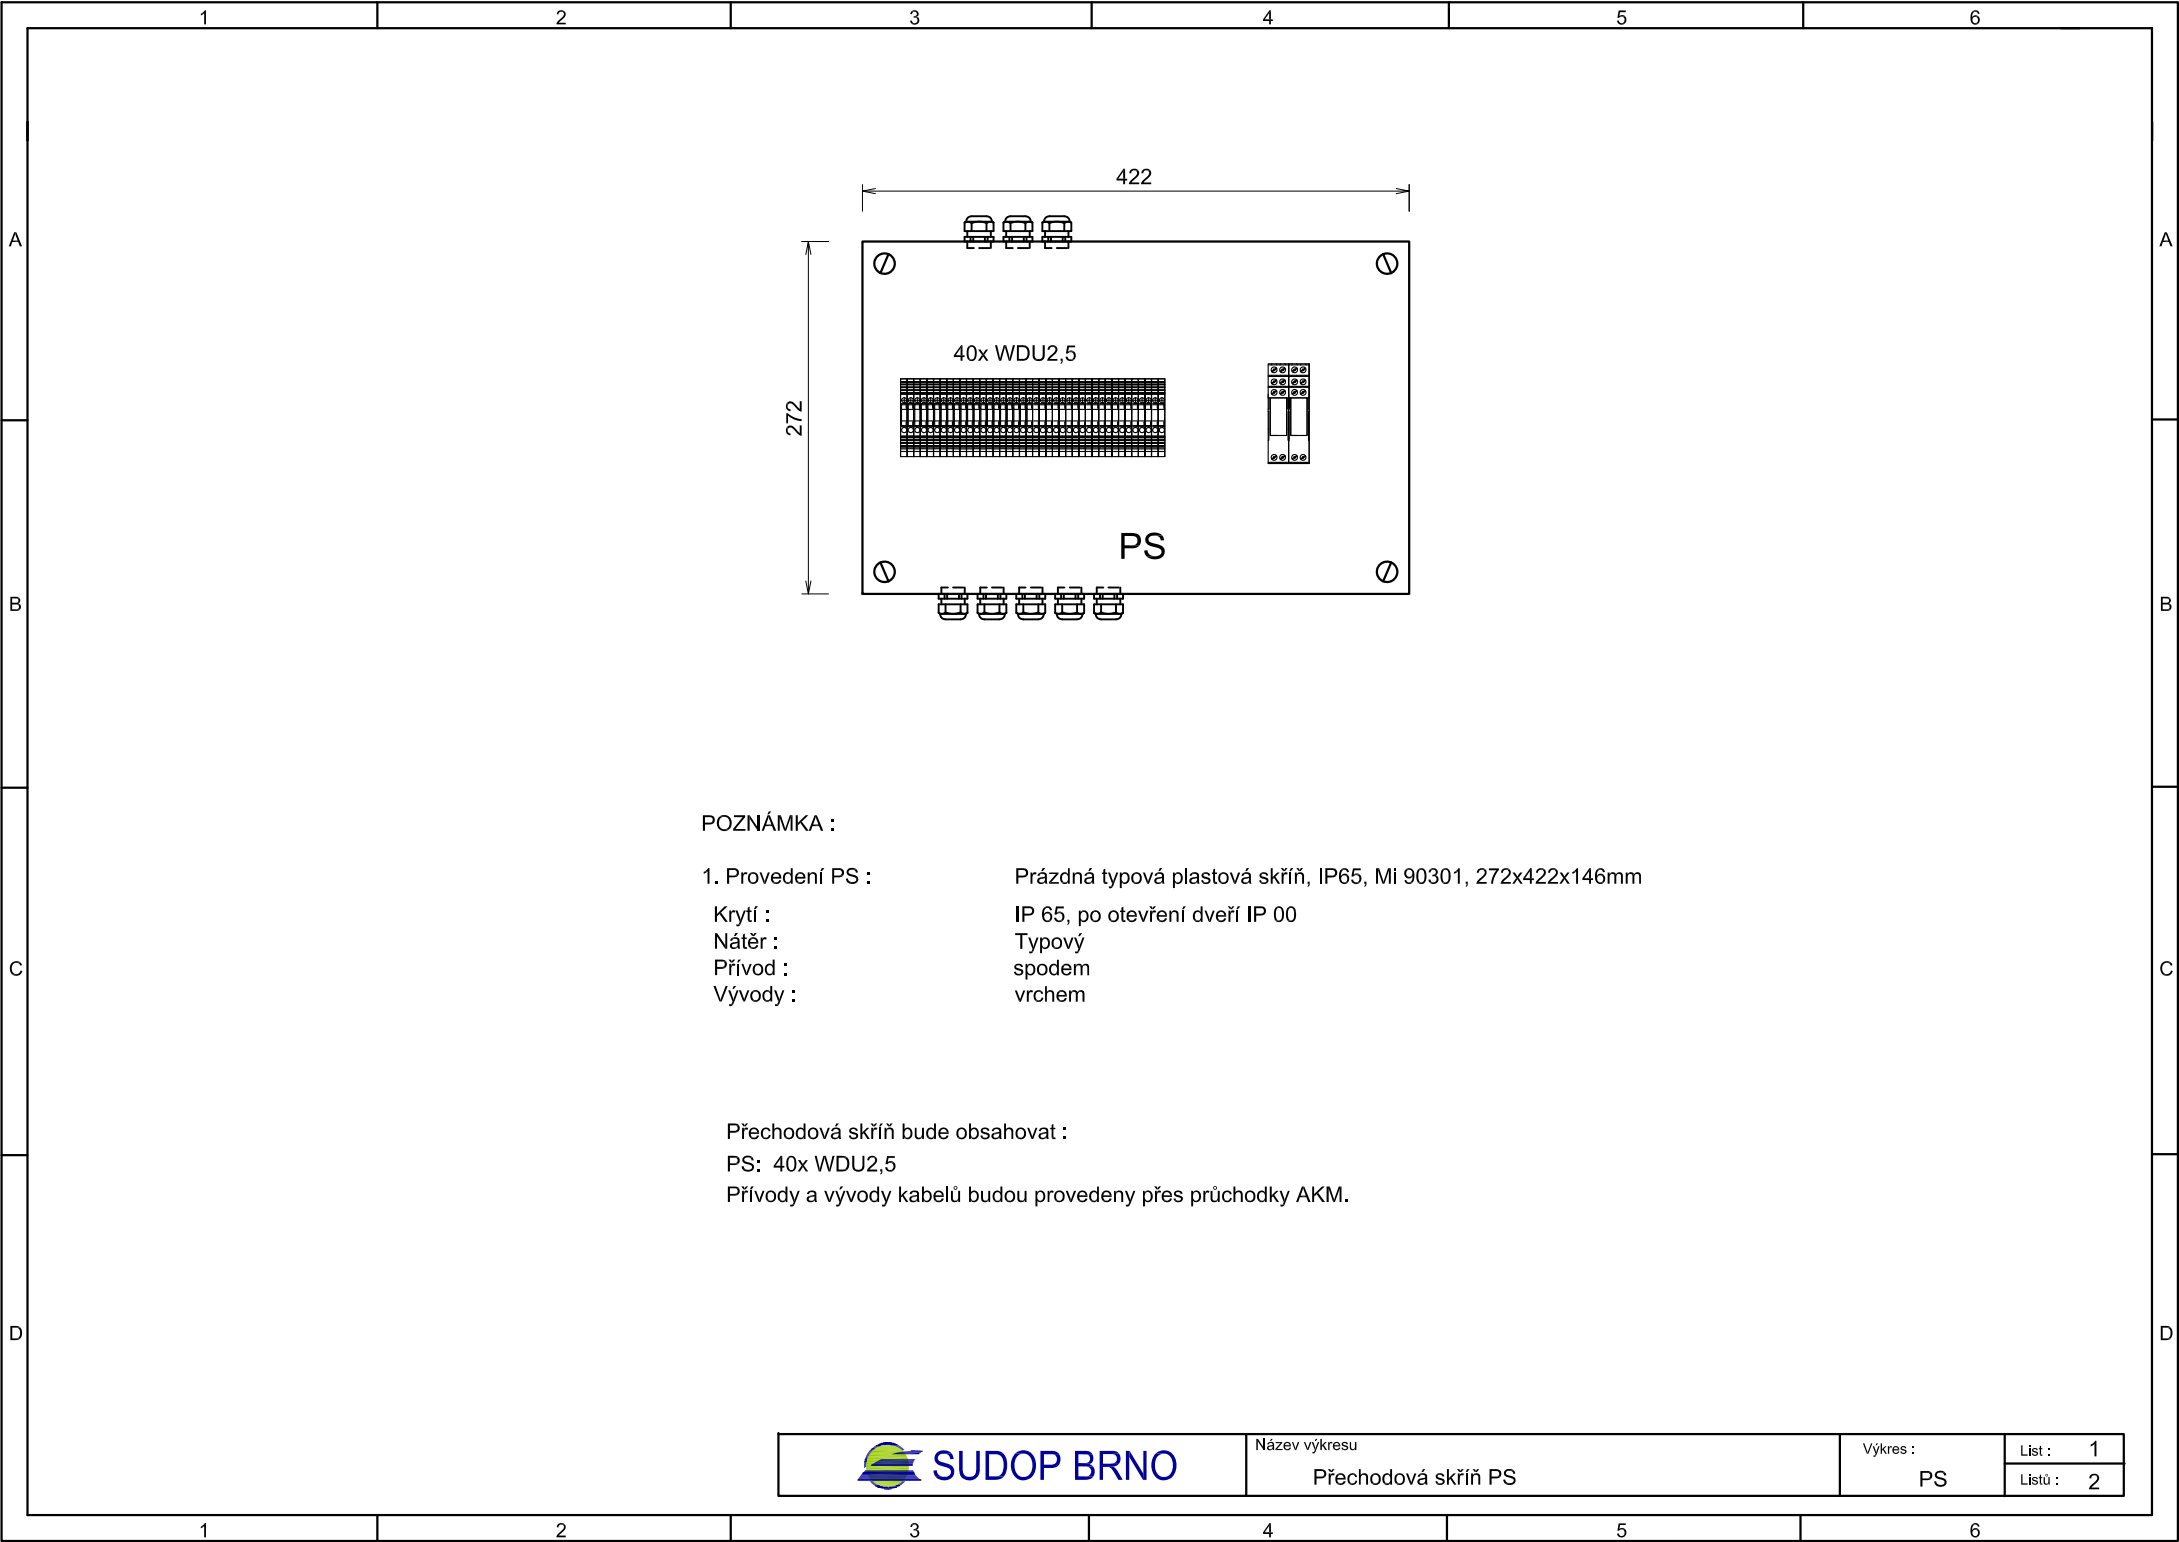 1 2 3 4 5 6
422
A A
40x WDU2,5
272
PS
B B
POZNÁMKA :
1. Provedení PS : Prázdná typová plastová skříň, IP65, Mi 90301, 272x422x146mm
Krytí : IP 65, po otevření dveří IP 00
Nátěr : Typový
Přívod : spodem
Vývody : vrchem
C C
Přechodová skříň bude obsahovat :
PS: 40x WDU2,5
Přívody a vývody kabelů budou provedeny přes průchodky AKM.
D D
SUDOP BRNO
Název výkresu
Přechodová skříň PS
Výkres :
PS
List : 1
Listů : 2
1 2 3 4 5 6